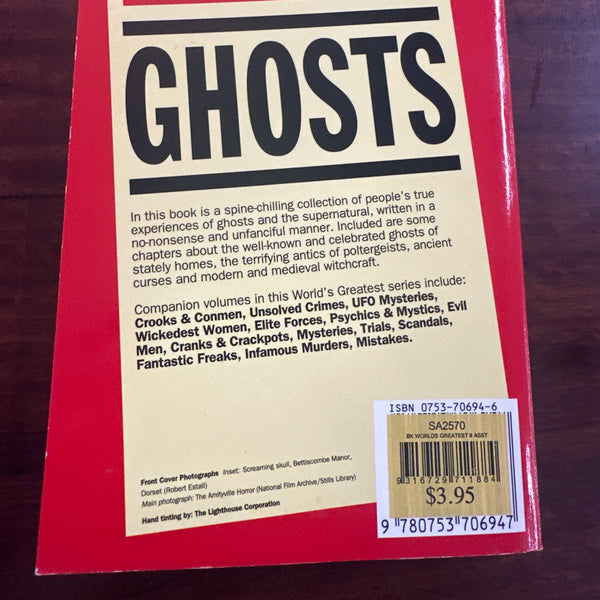 GHOSTS
In this book is a spine-chilling collection of people's true
experiences of ghosts and the supernatural, written in a
no-nonsense and unfanciful manner. Included are some
chapters about the well-known and celebrated ghosts of
stately homes, the terrifying antics of poltergeists, ancient
curses and modern and medieval witchcraft.
Companion volumes in this World's Greatest series include:
Crooks & Conmen, Unsolved Crimes, UFO Mysteries,
Wickedest Women, Elite Forces, Psychics & Mystics, Evil
Men, Cranks & Crackpots, Mysteries, Trials, Scandals,
Fantastic Freaks, Infamous Murders, Mistakes.
Front Cover Photographs Inset: Screaming skull, Bettiscombe Manor,
Dorset (Robert Estall)
Main photograph: The Amityville Horror (National Film Archive/Stills Library)
Hand tinting by: The Lighthouse Corporation
ISBN 0753-70694-6
SA2570
BK WORLDS GREATEST 6 ASST
9 316729 711884
$3.95
9 780753 706947